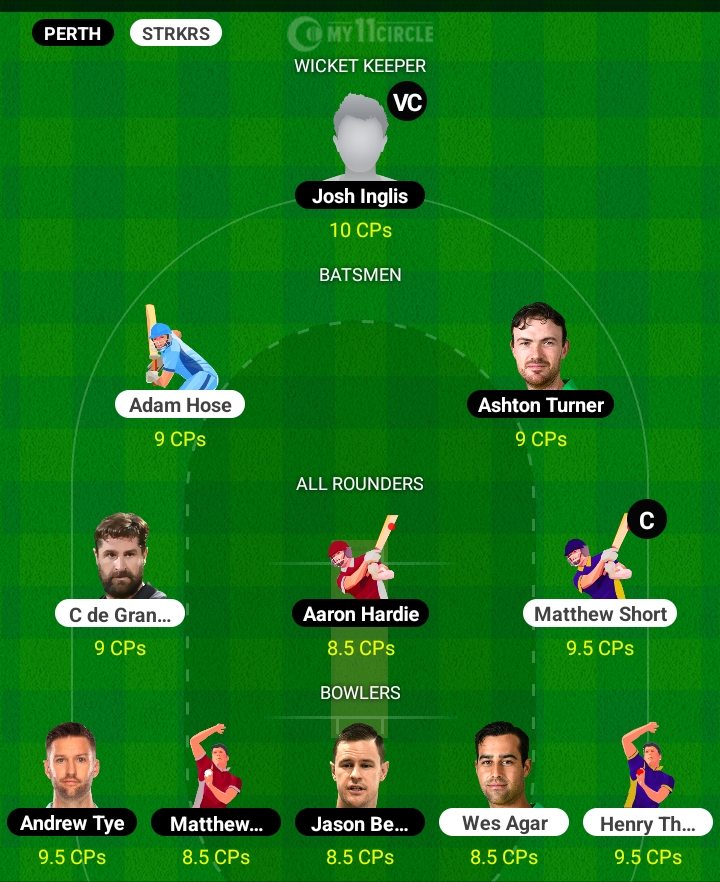 PERTH
STRKRS
MY11CIRCLE
WICKET KEEPER
VC
Josh Inglis
10 CPs
BATSMEN
Adam Hose
Ashton Turner
9 CPs
9 CPs
ALL ROUNDERS
C
C de Gran...
Aaron Hardie
Matthew Short
9 CPs
8.5 CPs
9.5 CPs
BOWLERS
Andrew Tye
Matthew...
Jason Be...
Wes Agar
Henry Th...
9.5 CPs
8.5 CPs
8.5 CPs
8.5 CPs
9.5 CPs